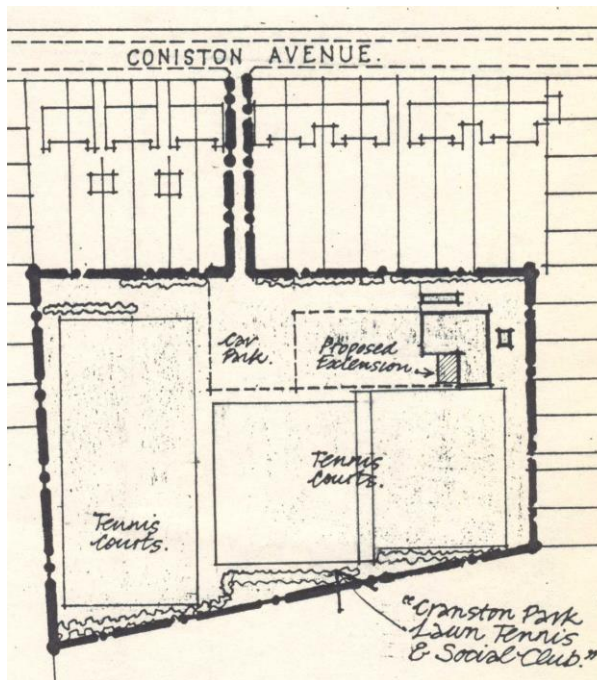 CONISTON AVENUE.
Car
Park.
Proposed
Extension
Tennis
Courts.
Tennis
Courts.
"Cranston Park
Lawn Tennis
& Social Club."